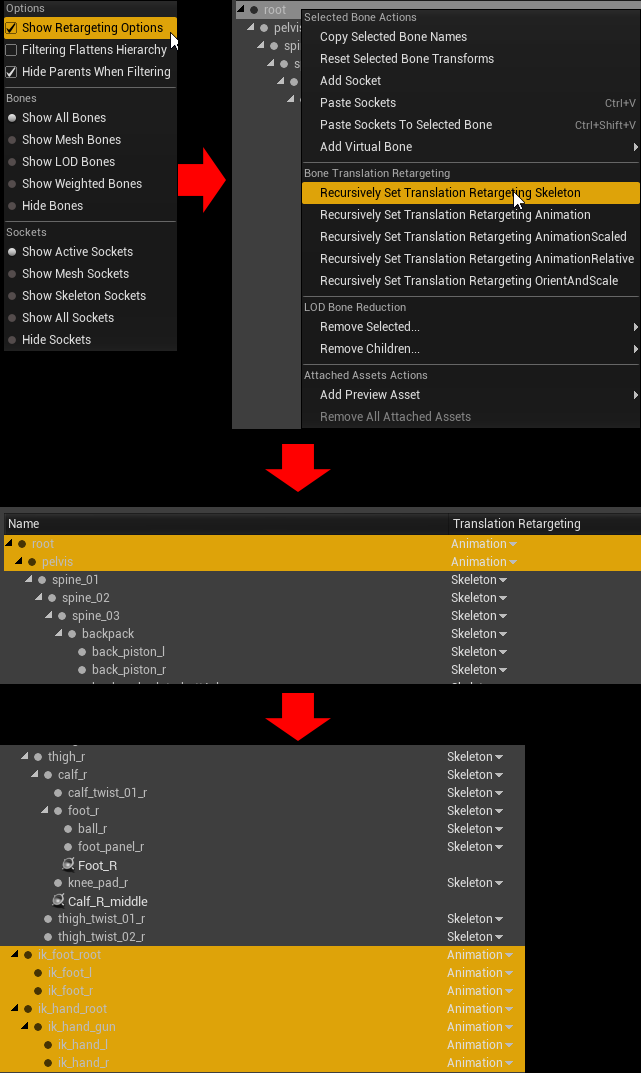 Options
Show Retargeting Options
Filtering Flattens Hierarchy
Hide Parents When Filtering
Bones
Show All Bones
Show Mesh Bones
Show LOD Bones
Show Weighted Bones
Hide Bones
Sockets
Show Active Sockets
Show Mesh Sockets
Show Skeleton Sockets
Show All Sockets
Hide Sockets
root
pelvis
Selected Bone Actions
Copy Selected Bone Names
Reset Selected Bone Transforms
Add Socket
Paste Sockets Ctrl+V
Paste Sockets To Selected Bone Ctrl+Shift+V
Add Virtual Bone
Bone Translation Retargeting
Recursively Set Translation Retargeting Skeleton
Recursively Set Translation Retargeting Animation
Recursively Set Translation Retargeting AnimationScaled
Recursively Set Translation Retargeting AnimationRelative
Recursively Set Translation Retargeting OrientAndScale
LOD Bone Reduction
Remove Selected...
Remove Children...
Attached Assets Actions
Add Preview Asset
Remove All Attached Assets
Name Translation Retargeting
root Animation
pelvis Animation
spine_01 Skeleton
spine_02 Skeleton
spine_03 Skeleton
backpack Skeleton
back_piston_l Skeleton
back_piston_r Skeleton
thigh_r Skeleton
calf_r Skeleton
calf_twist_01_r Skeleton
foot_r Skeleton
ball_r Skeleton
foot_panel_r Skeleton
Foot_R
knee_pad_r Skeleton
Calf_R_middle
thigh_twist_01_r Skeleton
thigh_twist_02_r Skeleton
ik_foot_root Animation
ik_foot_l Animation
ik_foot_r Animation
ik_hand_root Animation
ik_hand_gun Animation
ik_hand_l Animation
ik_hand_r Animation